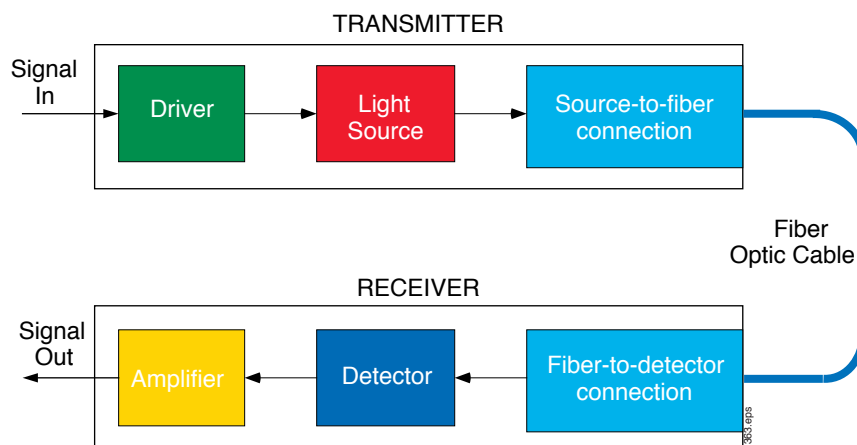 TRANSMITTER
Signal
In
Driver
Light
Source
Source-to-fiber
connection
Fiber
Optic Cable
RECEIVER
Signal
Out
Amplifier
Detector
Fiber-to-detector
connection
363.eps